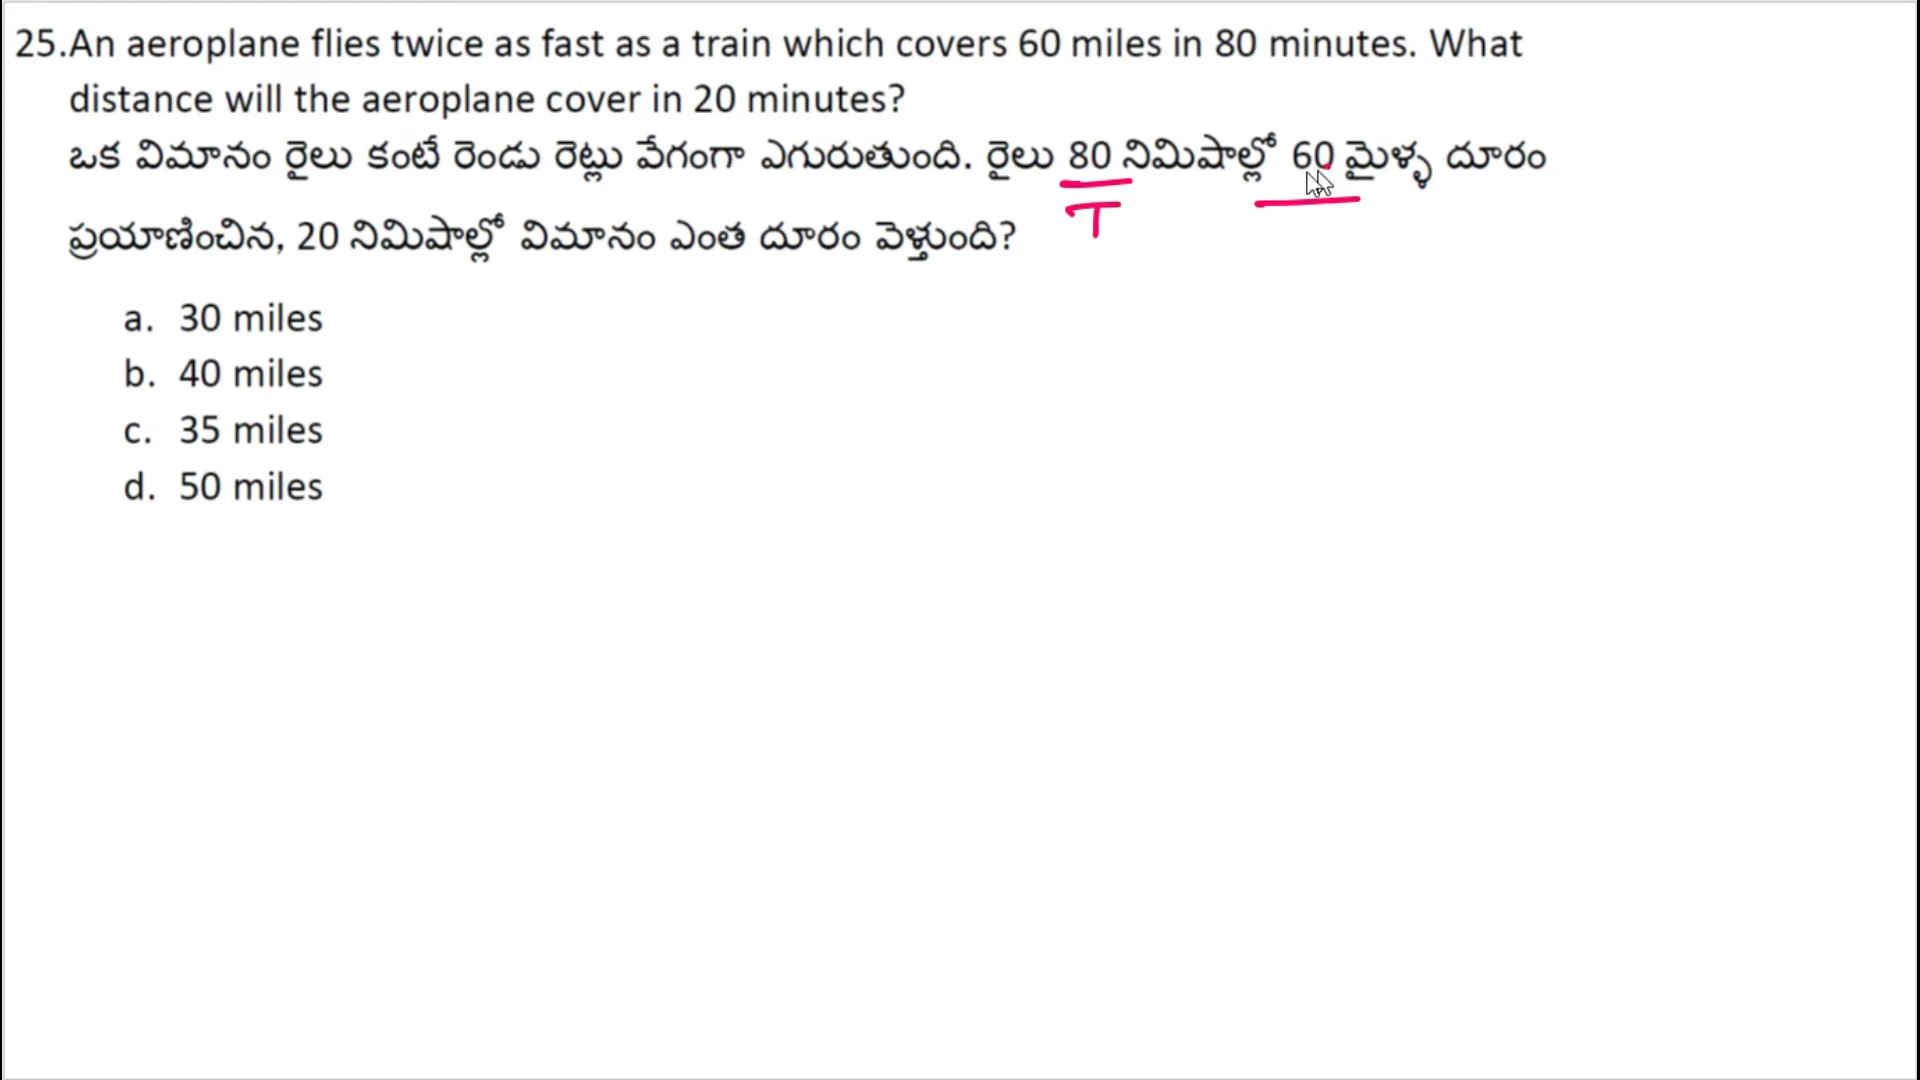 25.An aeroplane flies twice as fast as a train which covers 60 miles in 80 minutes. What
distance will the aeroplane cover in 20 minutes?
ఒక విమానం రైలు కంటే రెండు రెట్లు వేగంగా ఎగురుతుంది. రైలు 80 నిమిషాల్లో 60 మైళ్ళ దూరం
T
ప్రయాణించిన, 20 నిమిషాల్లో విమానం ఎంత దూరం వెళ్తుంది?
a. 30 miles
b. 40 miles
c. 35 miles
d. 50 miles